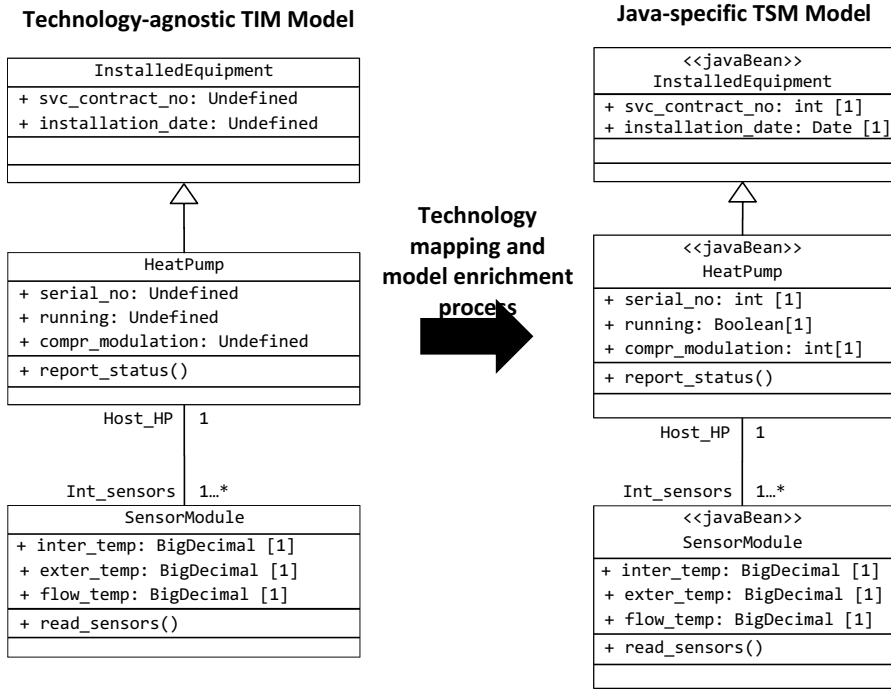 Technology-agnostic TIM Model
InstalledEquipment
+ svc_contract_no: Undefined
+ installation_date: Undefined
HeatPump
+ serial_no: Undefined
+ running: Undefined
+ compr_modulation: Undefined
+ report_status()
Host_HP 1
Int_sensors 1…*
SensorModule
+ inter_temp: BigDecimal [1]
+ exter_temp: BigDecimal [1]
+ flow_temp: BigDecimal [1]
+ read_sensors()
Technology
mapping and
model enrichment
process
Java-specific TSM Model
<<javaBean>>
InstalledEquipment
+ svc_contract_no: int [1]
+ installation_date: Date [1]
<<javaBean>>
HeatPump
+ serial_no: int [1]
+ running: Boolean[1]
+ compr_modulation: int[1]
+ report_status()
Host_HP 1
Int_sensors 1…*
<<javaBean>>
SensorModule
+ inter_temp: BigDecimal [1]
+ exter_temp: BigDecimal [1]
+ flow_temp: BigDecimal [1]
+ read_sensors()